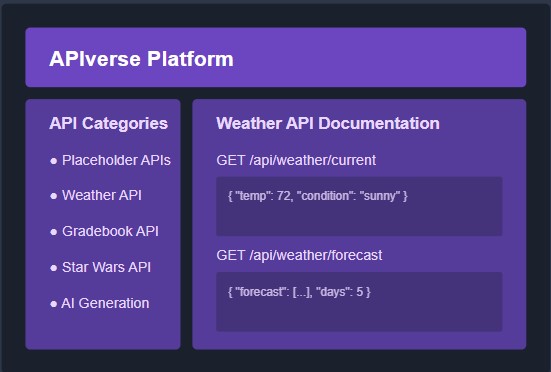 APIverse Platform
API Categories
● Placeholder APIs
● Weather API
● Gradebook API
● Star Wars API
● AI Generation
Weather API Documentation
GET /api/weather/current
{ "temp": 72, "condition": "sunny" }
GET /api/weather/forecast
{ "forecast": [...], "days": 5 }